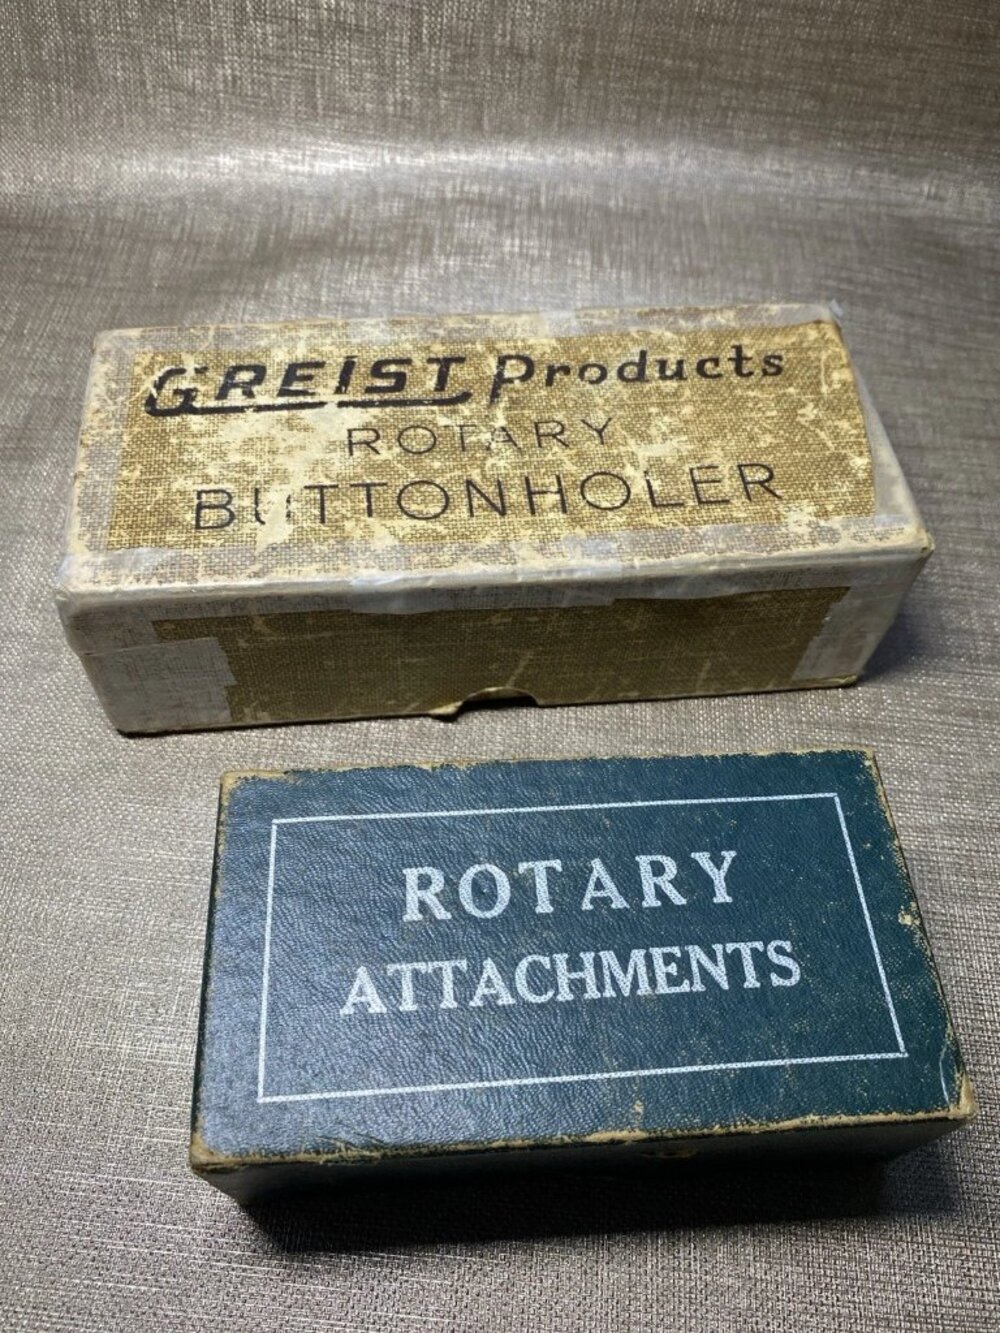 GREIST Products
ROTARY
BUTTONHOLER
ROTARY
ATTACHMENTS